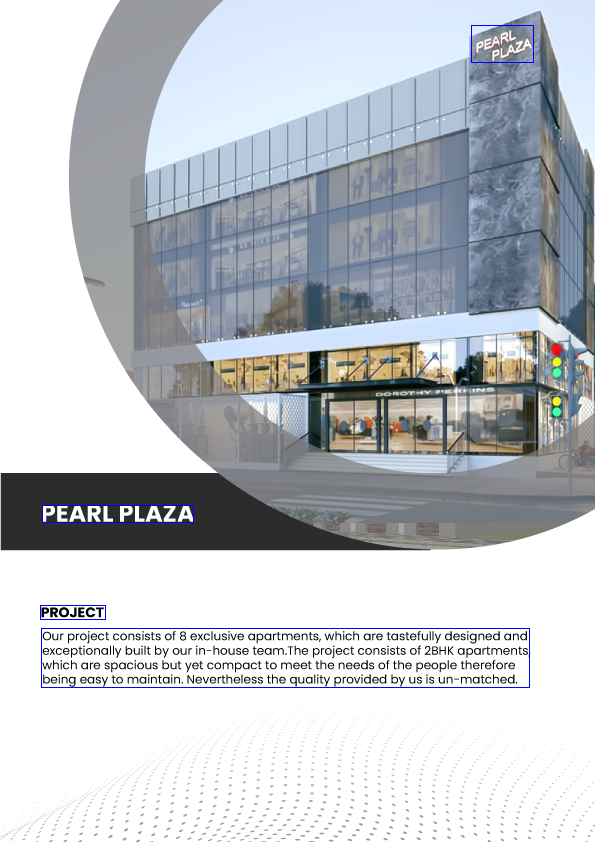 PEARL
PLAZA
DOROTHY PERKINS
PEARL PLAZA
PROJECT
Our project consists of 8 exclusive apartments, which are tastefully designed and
exceptionally built by our in-house team.The project consists of 2BHK apartments,
which are spacious but yet compact to meet the needs of the people therefore
being easy to maintain. Nevertheless the quality provided by us is un-matched.